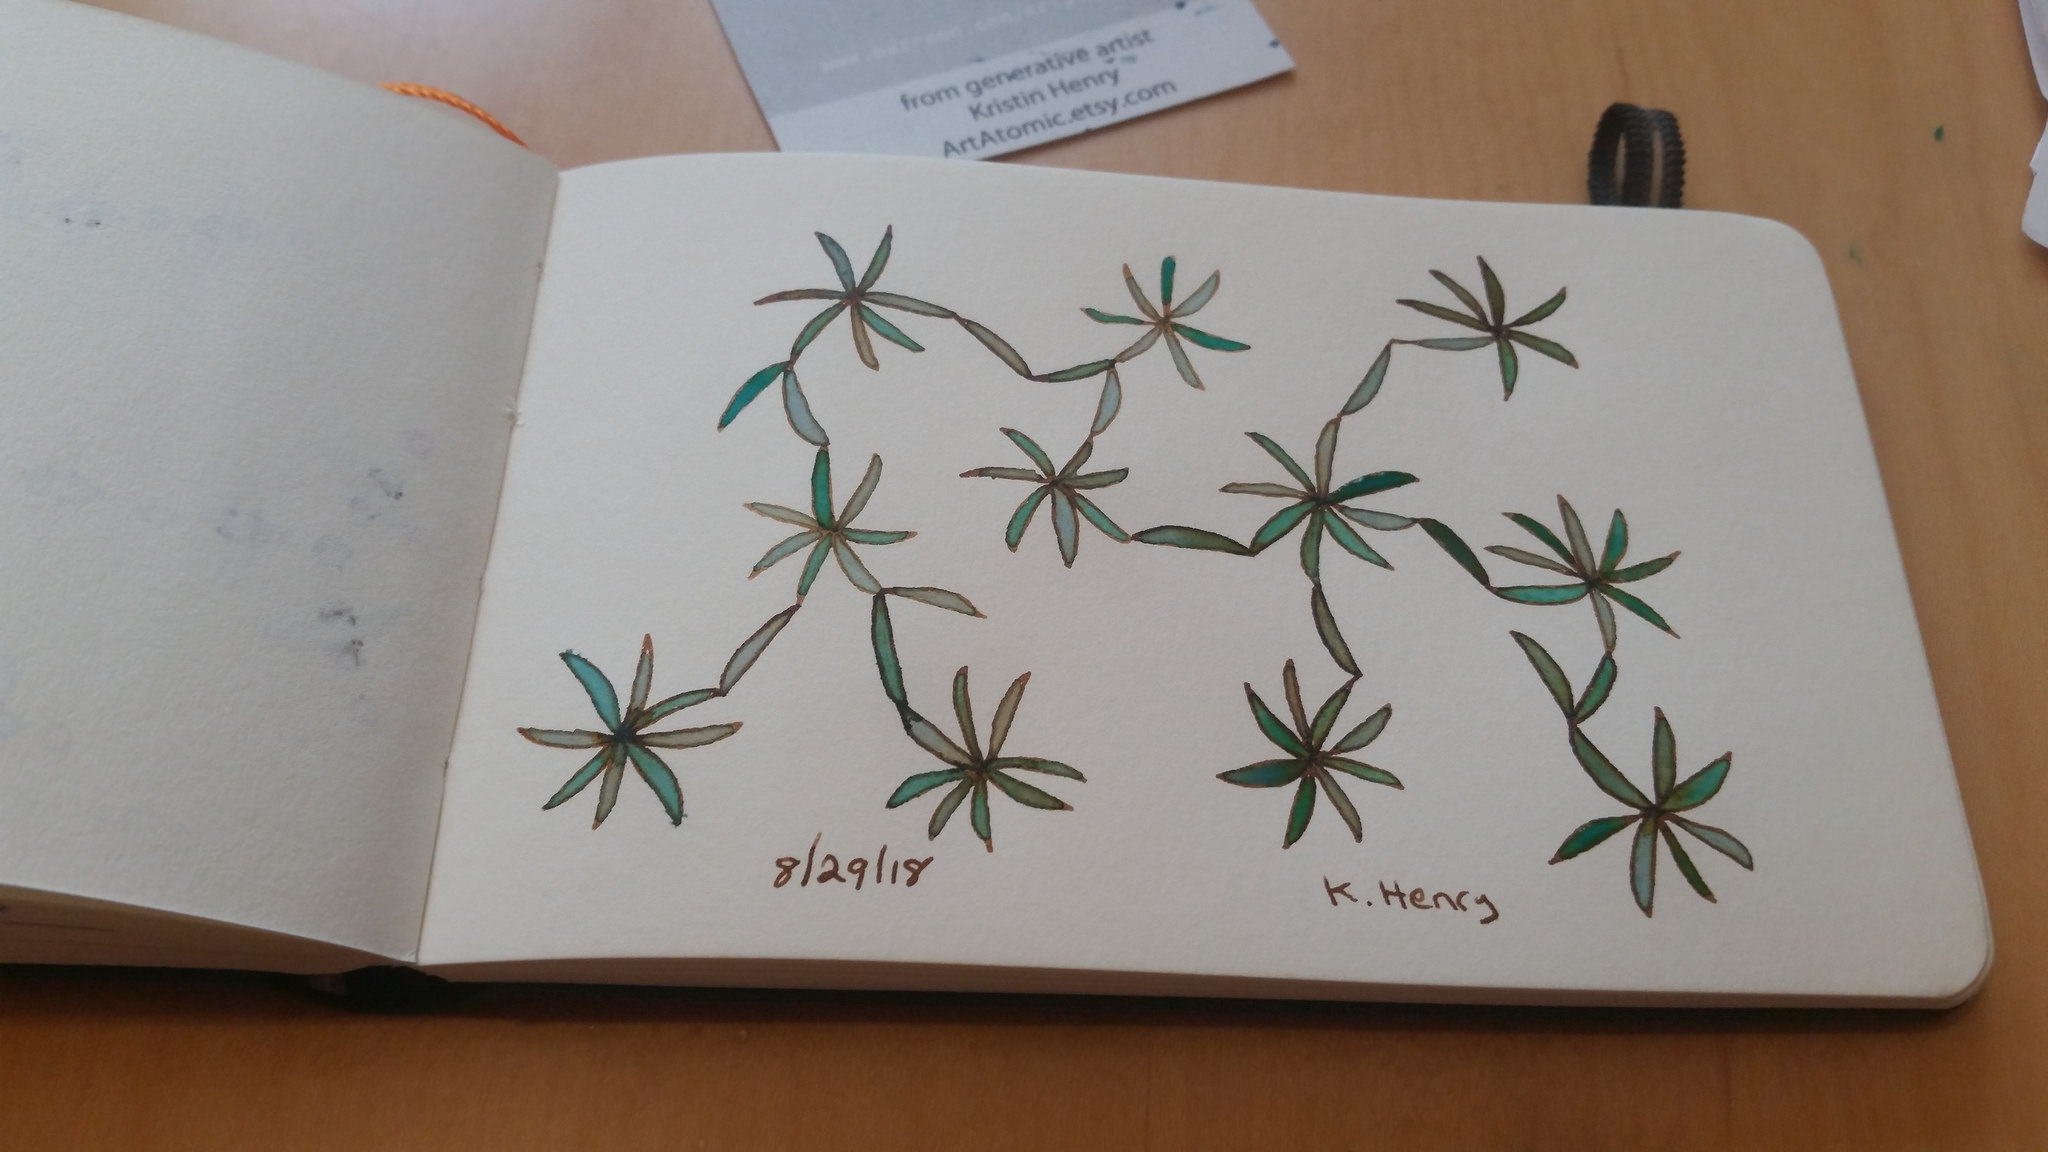 from generative artist
Kristin Henry
ArtAtomic.etsy.com
8/29/18
K. Henry